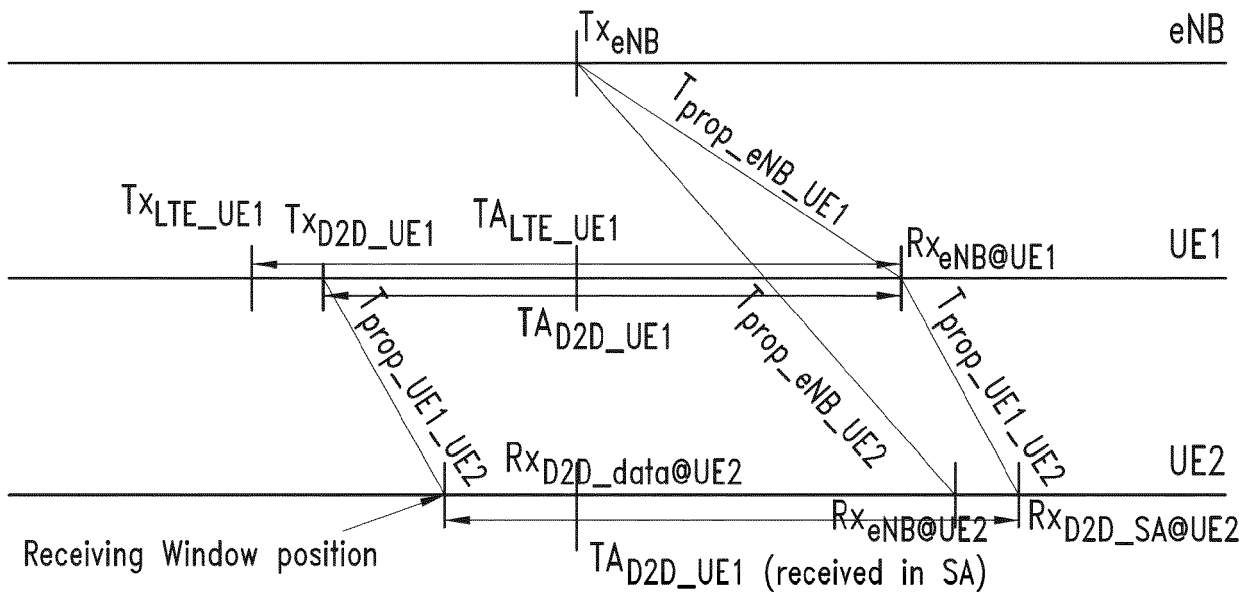 Tx_eNB
eNB
T_prop_eNB_UE1
Tx_LTE_UE1
Tx_D2D_UE1
TA_LTE_UE1
Rx_eNB@UE1
UE1
TA_D2D_UE1
T_prop_UE1_UE2
T_prop_eNB_UE2
T_prop_UE1_UE2
Rx_D2D_data@UE2
UE2
Rx_eNB@UE2
Rx_D2D_SA@UE2
Receiving Window position
TA_D2D_UE1 (received in SA)